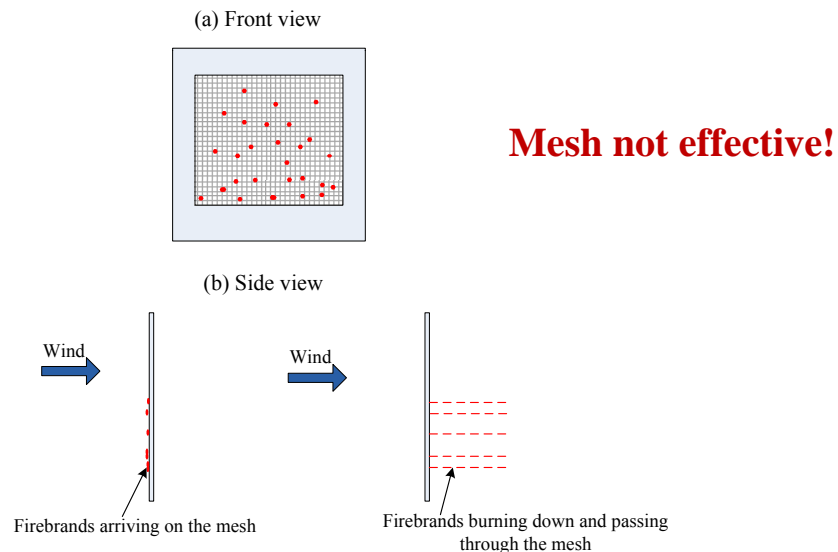 (a) Front view
Mesh not effective!
(b) Side view
Wind
Wind
Firebrands arriving on the mesh
Firebrands burning down and passing
through the mesh